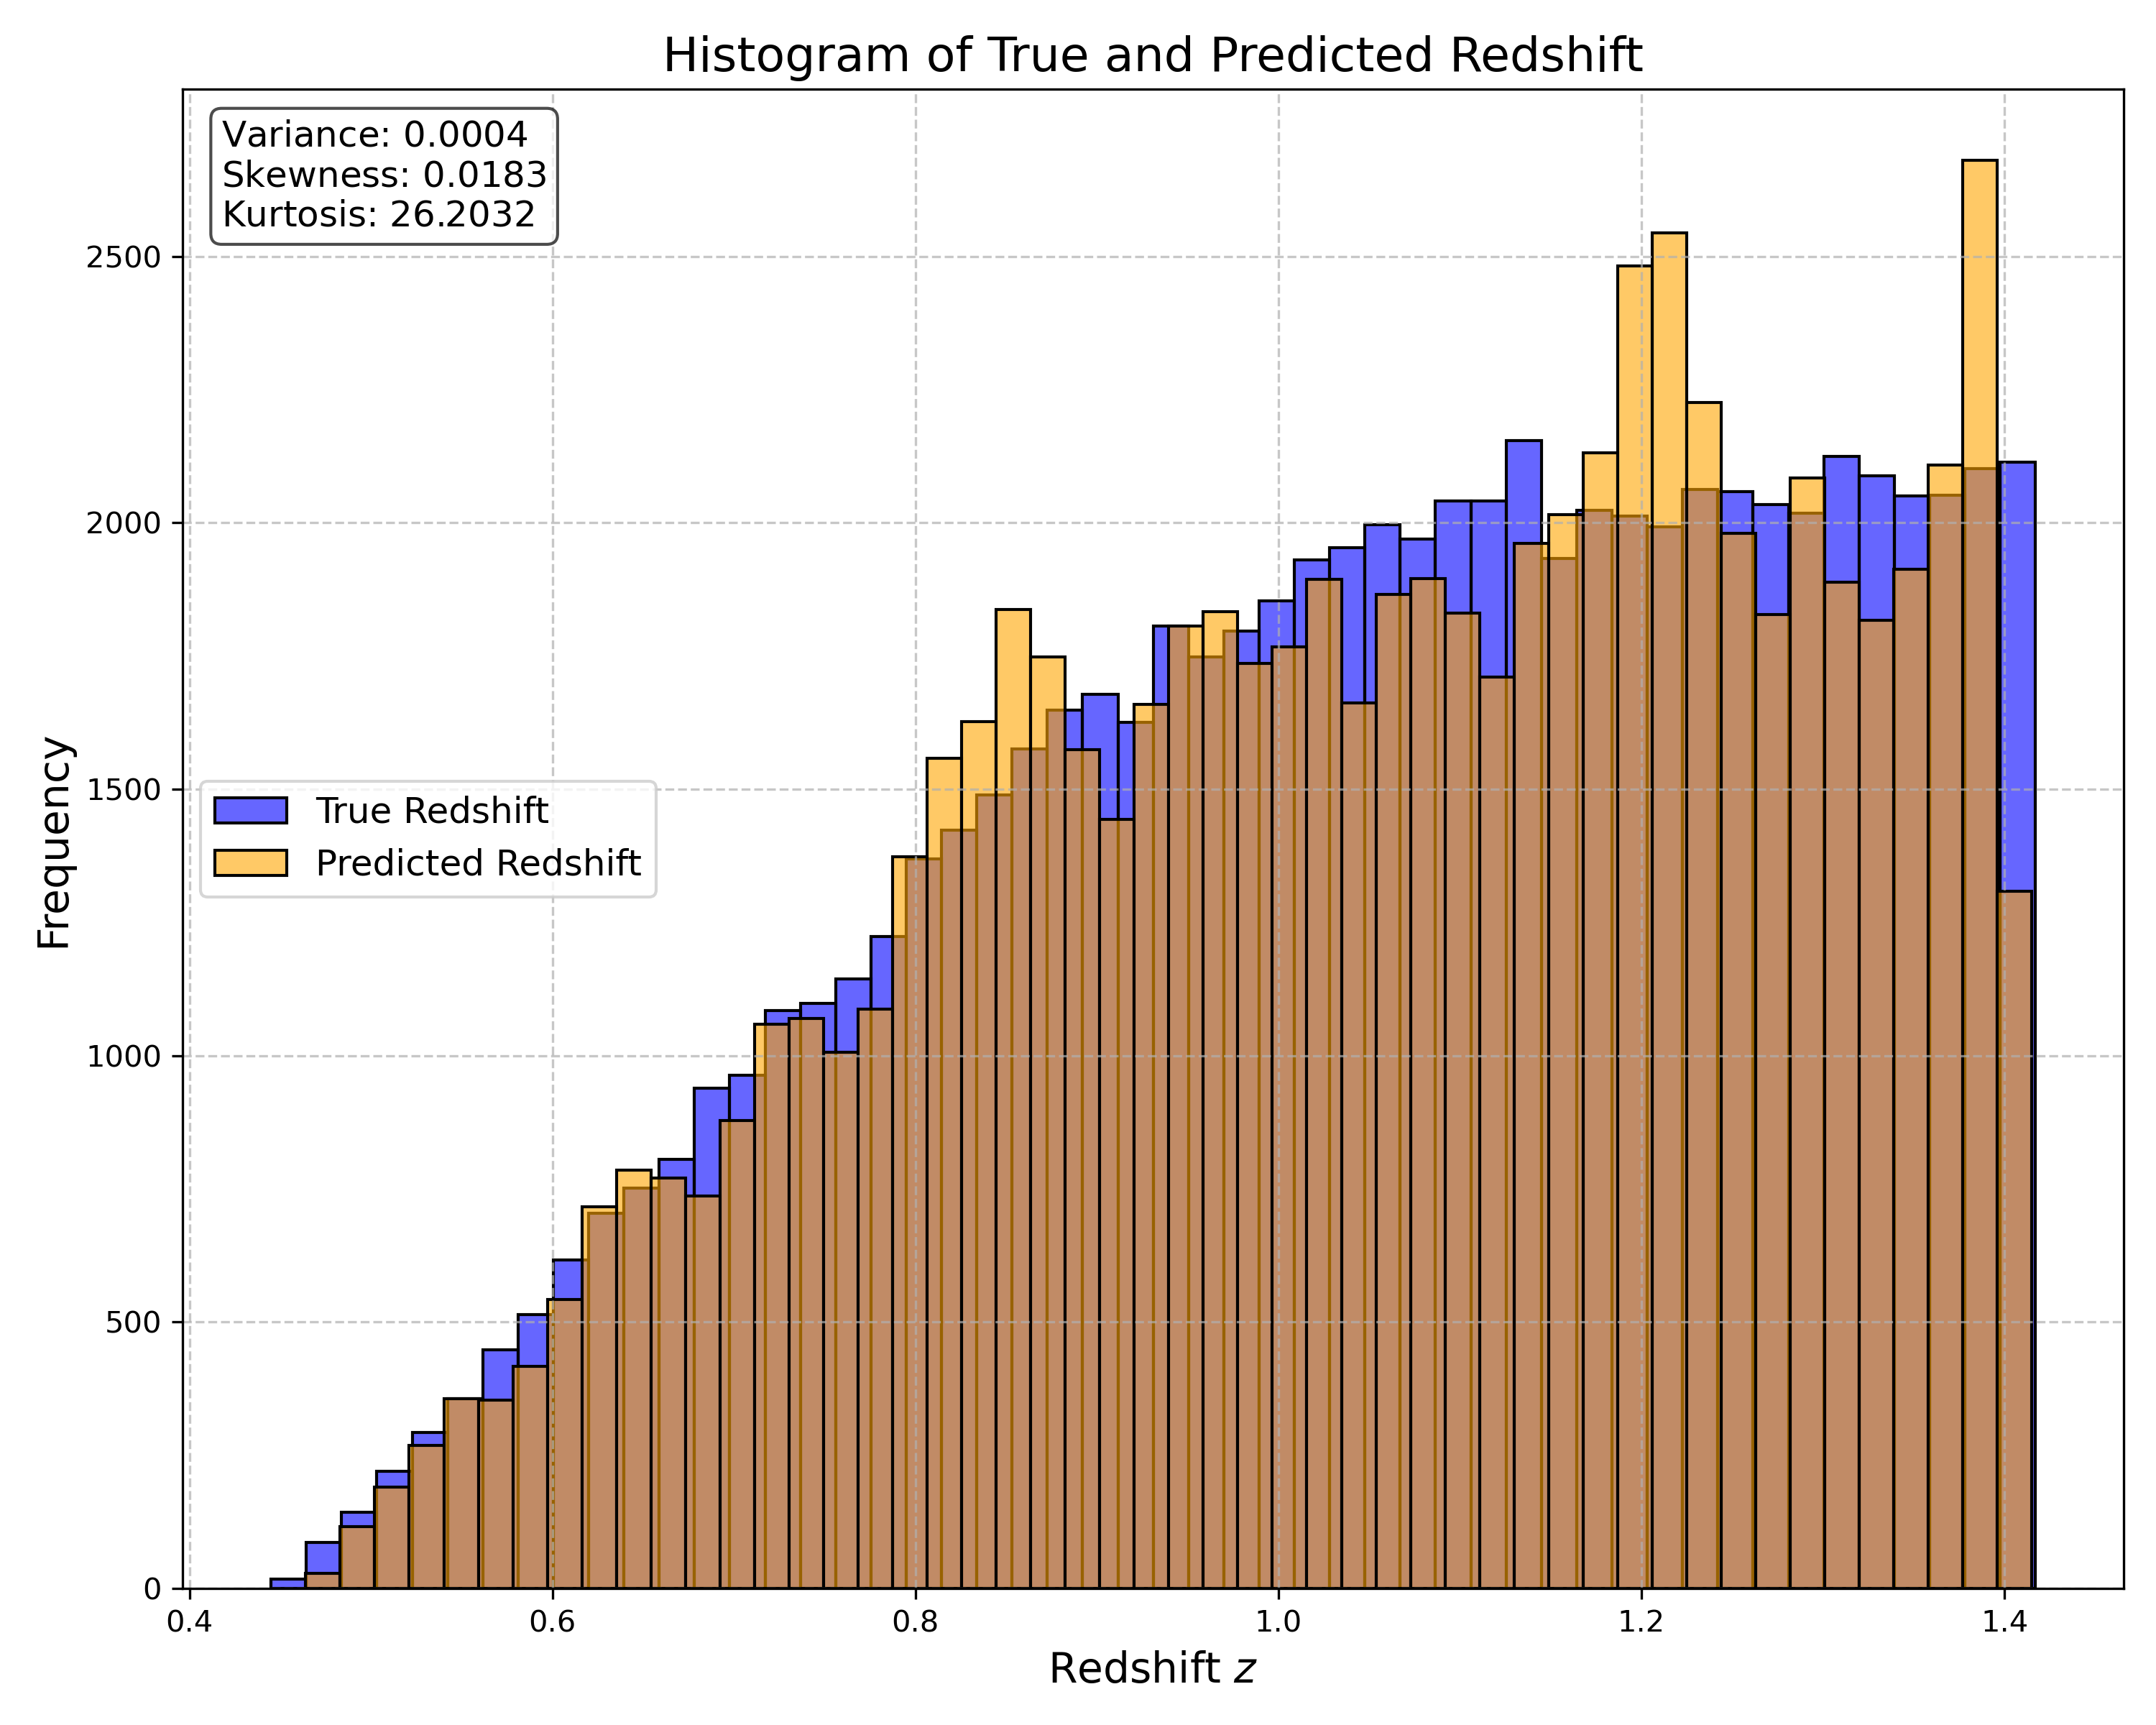 Histogram of True and Predicted Redshift
Variance: 0.0004
Skewness: 0.0183
Kurtosis: 26.2032
2500
2000
1500
1000
500
0
Frequency
True Redshift
Predicted Redshift
0.4 0.6 0.8 1.0 1.2 1.4
Redshift z